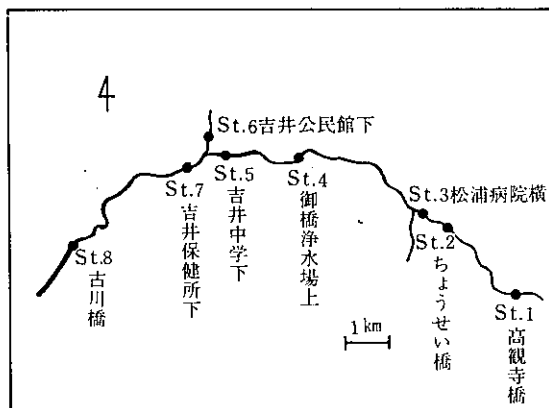 St.6吉井公民館下
St.7
吉井保健所下
St.5
吉井中学下
St.4
御橋浄水場上
St.3松浦病院横
St.2
ちょうせい橋
St.1
高観寺橋
St.8
古川橋
1km